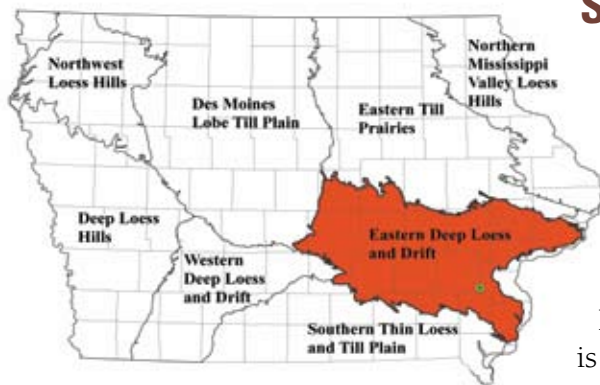 S
Northwest
Loess Hills
Des Moines
Lobe Till Plain
Eastern Till
Prairies
Northern
Mississippi
Valley Loess
Hills
Deep Loess
Hills
Western
Deep Loess
and Drift
Eastern Deep Loess
and Drift
Southern Thin Loess
and Till Plain
is